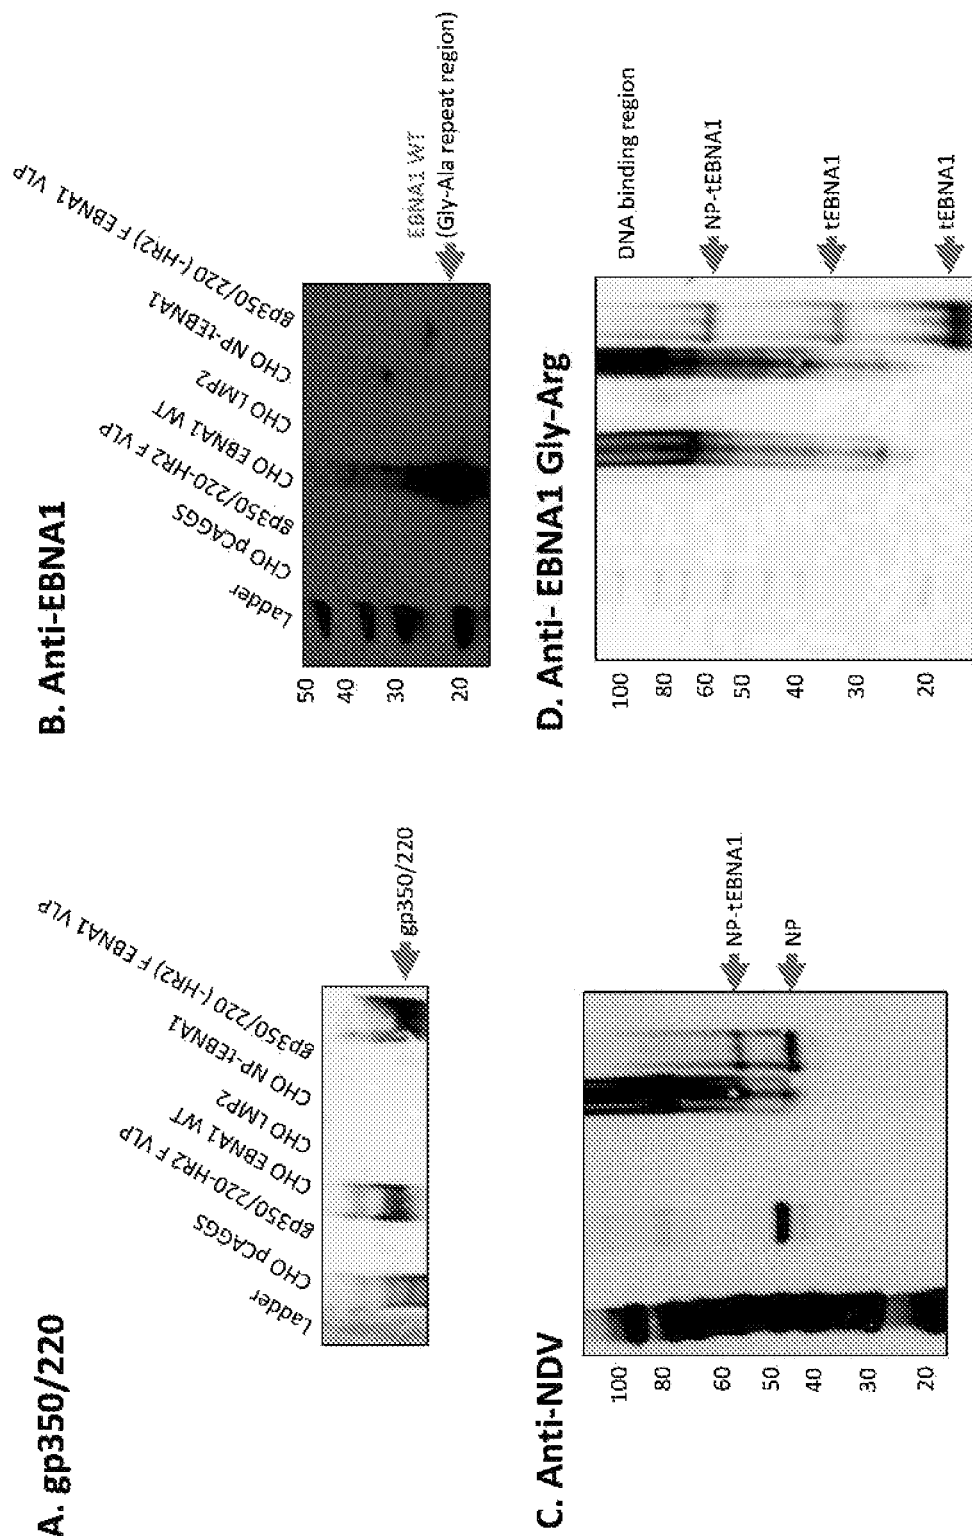 A. gp350/220
Ladder
CHO pCAGGS
gp350/220-HR2 F VLP
CHO EBNA1 WT
CHO LMP2
CHO NP-tEBNA1
gp350/220 (-HR2) F EBNA1 VLP
gp350/220
B. Anti-EBNA1
Ladder
CHO pCAGGS
gp350/220-HR2 F VLP
CHO EBNA1 WT
CHO LMP2
CHO NP-tEBNA1
gp350/220 (-HR2) F EBNA1 VLP
50
40
30
20
EBNA1 WT
(Gly-Ala repeat region)
C. Anti-NDV
100
80
60
50
40
30
20
NP-tEBNA1
NP
D. Anti- EBNA1 Gly-Arg
100
80
60
50
40
30
20
DNA binding region
NP-tEBNA1
tEBNA1
tEBNA1